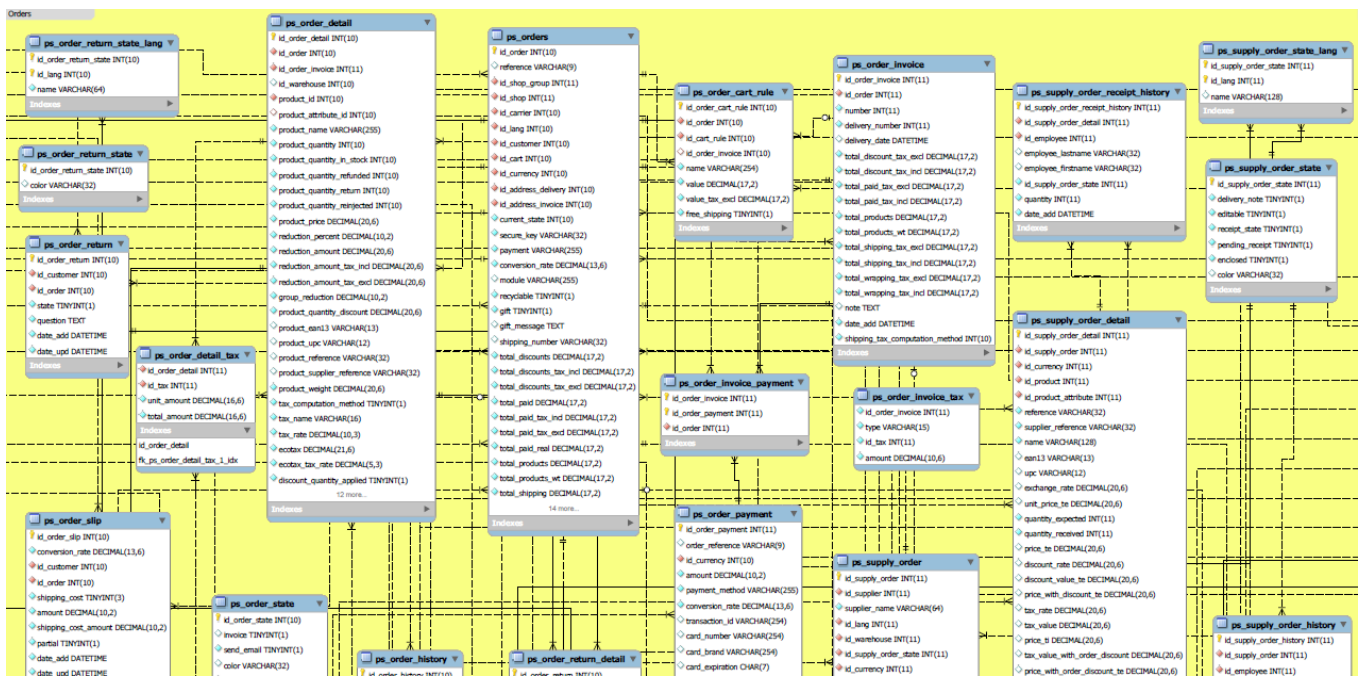 Orders
ps_order_return_state_lang
id_order_return_state INT(10)
id_lang INT(10)
name VARCHAR(64)
Indexes
ps_order_return_state
id_order_return_state INT(10)
color VARCHAR(32)
Indexes
ps_order_return
id_order_return INT(10)
id_customer INT(10)
id_order INT(10)
state TINYINT(1)
question TEXT
date_add DATETIME
date_upd DATETIME
Indexes
ps_order_detail_tax
id_order_detail INT(11)
id_tax INT(11)
unit_amount DECIMAL(16,6)
total_amount DECIMAL(16,6)
Indexes
id_order_detail
fk_ps_order_detail_tax_1_idx
ps_order_slip
id_order_slip INT(10)
conversion_rate DECIMAL(13,6)
id_customer INT(10)
id_order INT(10)
shipping_cost TINYINT(3)
amount DECIMAL(10,2)
shipping_cost_amount DECIMAL(10,2)
partial TINYINT(1)
date_add DATETIME
date_upd DATETIME
ps_order_state
id_order_state INT(10)
invoice TINYINT(1)
send_email TINYINT(1)
color VARCHAR(32)
ps_order_detail
id_order_detail INT(10)
id_order INT(10)
id_order_invoice INT(11)
id_warehouse INT(10)
product_id INT(10)
product_attribute_id INT(10)
product_name VARCHAR(255)
product_quantity INT(10)
product_quantity_in_stock INT(10)
product_quantity_refunded INT(10)
product_quantity_return INT(10)
product_quantity_reinjected INT(10)
product_price DECIMAL(20,6)
reduction_percent DECIMAL(10,2)
reduction_amount DECIMAL(20,6)
reduction_amount_tax_incl DECIMAL(20,6)
reduction_amount_tax_excl DECIMAL(20,6)
group_reduction DECIMAL(10,2)
product_quantity_discount DECIMAL(20,6)
product_ean13 VARCHAR(13)
product_upc VARCHAR(12)
product_reference VARCHAR(32)
product_supplier_reference VARCHAR(32)
product_weight DECIMAL(20,6)
tax_computation_method TINYINT(1)
tax_name VARCHAR(16)
tax_rate DECIMAL(10,3)
ecotax DECIMAL(21,6)
ecotax_tax_rate DECIMAL(5,3)
discount_quantity_applied TINYINT(1)
12 more...
Indexes
ps_order_history
id_order_history INT(10)
ps_orders
id_order INT(10)
reference VARCHAR(9)
id_shop_group INT(11)
id_shop INT(11)
id_carrier INT(10)
id_lang INT(10)
id_customer INT(10)
id_cart INT(10)
id_currency INT(10)
id_address_delivery INT(10)
id_address_invoice INT(10)
current_state INT(10)
secure_key VARCHAR(32)
payment VARCHAR(255)
conversion_rate DECIMAL(13,6)
module VARCHAR(255)
recyclable TINYINT(1)
gift TINYINT(1)
gift_message TEXT
shipping_number VARCHAR(32)
total_discounts DECIMAL(17,2)
total_discounts_tax_incl DECIMAL(17,2)
total_discounts_tax_excl DECIMAL(17,2)
total_paid DECIMAL(17,2)
total_paid_tax_incl DECIMAL(17,2)
total_paid_tax_excl DECIMAL(17,2)
total_paid_real DECIMAL(17,2)
total_products DECIMAL(17,2)
total_products_wt DECIMAL(17,2)
total_shipping DECIMAL(17,2)
14 more...
Indexes
ps_order_return_detail
id_order_return INT(10)
ps_order_cart_rule
id_order_cart_rule INT(10)
id_order INT(10)
id_cart_rule INT(10)
id_order_invoice INT(10)
name VARCHAR(254)
value DECIMAL(17,2)
value_tax_excl DECIMAL(17,2)
free_shipping TINYINT(1)
Indexes
ps_order_invoice_payment
id_order_invoice INT(11)
id_order_payment INT(11)
id_order INT(11)
Indexes
ps_order_payment
id_order_payment INT(11)
order_reference VARCHAR(9)
id_currency INT(10)
amount DECIMAL(10,2)
payment_method VARCHAR(255)
conversion_rate DECIMAL(13,6)
transaction_id VARCHAR(254)
card_number VARCHAR(254)
card_brand VARCHAR(254)
card_expiration CHAR(7)
ps_order_invoice
id_order_invoice INT(11)
id_order INT(11)
number INT(11)
delivery_number INT(11)
delivery_date DATETIME
total_discount_tax_excl DECIMAL(17,2)
total_discount_tax_incl DECIMAL(17,2)
total_paid_tax_excl DECIMAL(17,2)
total_paid_tax_incl DECIMAL(17,2)
total_products DECIMAL(17,2)
total_products_wt DECIMAL(17,2)
total_shipping_tax_excl DECIMAL(17,2)
total_shipping_tax_incl DECIMAL(17,2)
total_wrapping_tax_excl DECIMAL(17,2)
total_wrapping_tax_incl DECIMAL(17,2)
note TEXT
date_add DATETIME
shipping_tax_computation_method INT(10)
Indexes
ps_order_invoice_tax
id_order_invoice INT(11)
type VARCHAR(15)
id_tax INT(11)
amount DECIMAL(10,6)
ps_supply_order
id_supply_order INT(11)
id_supplier INT(11)
supplier_name VARCHAR(64)
id_lang INT(11)
id_warehouse INT(11)
id_supply_order_state INT(11)
id_currency INT(11)
ps_supply_order_receipt_history
id_supply_order_receipt_history INT(11)
id_supply_order_detail INT(11)
id_employee INT(11)
employee_lastname VARCHAR(32)
employee_firstname VARCHAR(32)
id_supply_order_state INT(11)
quantity INT(11)
date_add DATETIME
Indexes
ps_supply_order_detail
id_supply_order_detail INT(11)
id_supply_order INT(11)
id_currency INT(11)
id_product INT(11)
id_product_attribute INT(11)
reference VARCHAR(32)
supplier_reference VARCHAR(32)
name VARCHAR(128)
ean13 VARCHAR(13)
upc VARCHAR(12)
exchange_rate DECIMAL(20,6)
unit_price_te DECIMAL(20,6)
quantity_expected INT(11)
quantity_received INT(11)
price_te DECIMAL(20,6)
discount_rate DECIMAL(20,6)
discount_value_te DECIMAL(20,6)
price_with_discount_te DECIMAL(20,6)
tax_rate DECIMAL(20,6)
tax_value DECIMAL(20,6)
price_ti DECIMAL(20,6)
tax_value_with_order_discount DECIMAL(20,6)
price_with_order_discount_te DECIMAL(20,6)
ps_supply_order_state_lang
id_supply_order_state INT(11)
id_lang INT(11)
name VARCHAR(128)
Indexes
ps_supply_order_state
id_supply_order_state INT(11)
delivery_note TINYINT(1)
editable TINYINT(1)
receipt_state TINYINT(1)
pending_receipt TINYINT(1)
enclosed TINYINT(1)
color VARCHAR(32)
Indexes
ps_supply_order_history
id_supply_order_history INT(11)
id_supply_order INT(11)
id_employee INT(11)